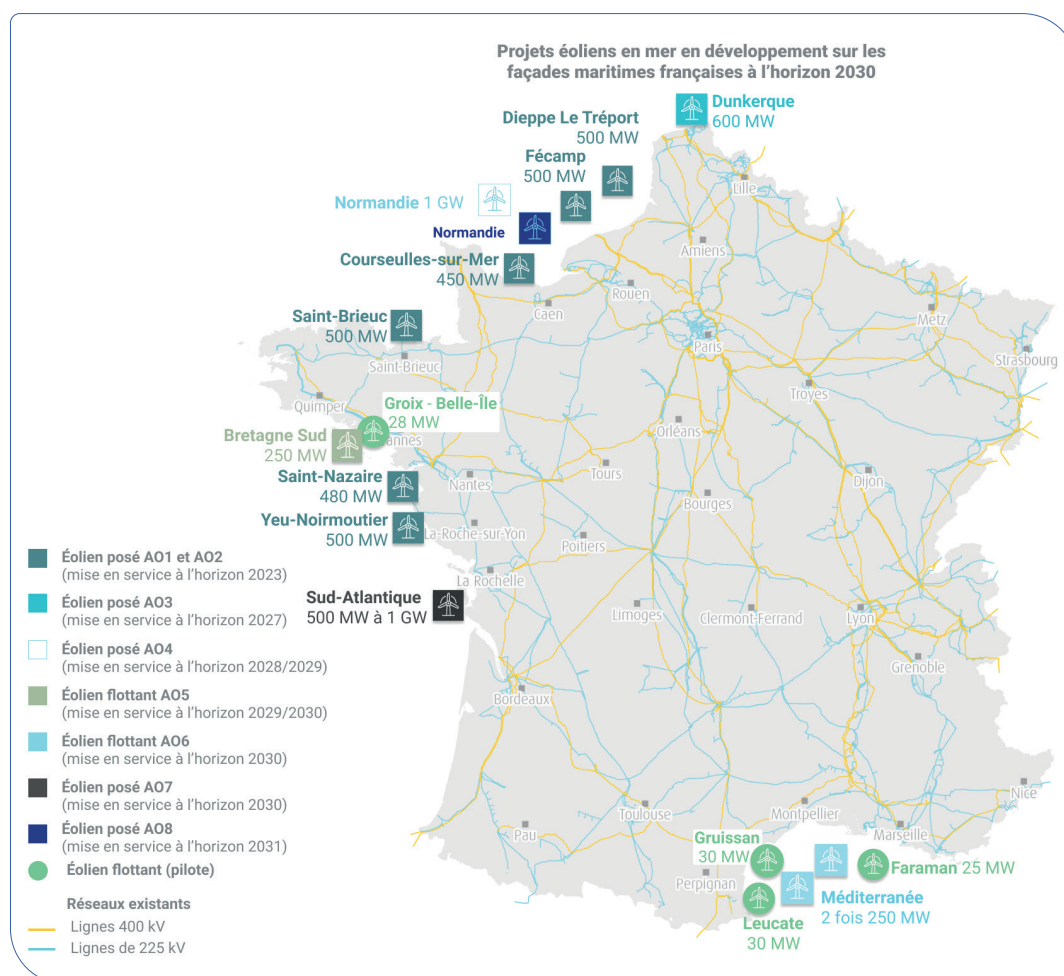 Projets éoliens en mer en développement sur les
façades maritimes françaises à l'horizon 2030
Dunkerque
600 MW
Dieppe Le Tréport
500 MW
Fécamp
500 MW
Lille
Normandie 1 GW
Normandie
Amiens
Courseulles-sur-Mer
450 MW
Rouen
Caen
Metz
Saint-Brieuc
500 MW
Paris
Strasbourg
Saint-Brieuc
Troyes
Quimper
Groix - Belle-Île
28 MW
Bretagne Sud
250 MW
annes
Orléans
Saint-Nazaire
480 MW
Nantes
Tours
Dijon
Bourges
Yeu-Noirmoutier
500 MW
La-Roche-sur-Yon
Poitiers
La Rochelle
Sud-Atlantique
500 MW à 1 GW
Limoges
Clermont-Ferrand
Lyon
Grenoble
Bordeaux
Nice
Toulouse
Montpellier
Marseille
Pau
Gruissan
30 MW
Perpignan
Faraman 25 MW
Méditerranée
2 fois 250 MW
Leucate
30 MW
Éolien posé AO1 et AO2
(mise en service à l'horizon 2023)
Éolien posé AO3
(mise en service à l'horizon 2027)
Éolien posé AO4
(mise en service à l'horizon 2028/2029)
Éolien flottant AO5
(mise en service à l'horizon 2029/2030)
Éolien flottant AO6
(mise en service à l'horizon 2030)
Éolien posé AO7
(mise en service à l'horizon 2030)
Éolien posé AO8
(mise en service à l'horizon 2031)
Éolien flottant (pilote)
Réseaux existants
Lignes 400 kV
Lignes de 225 kV